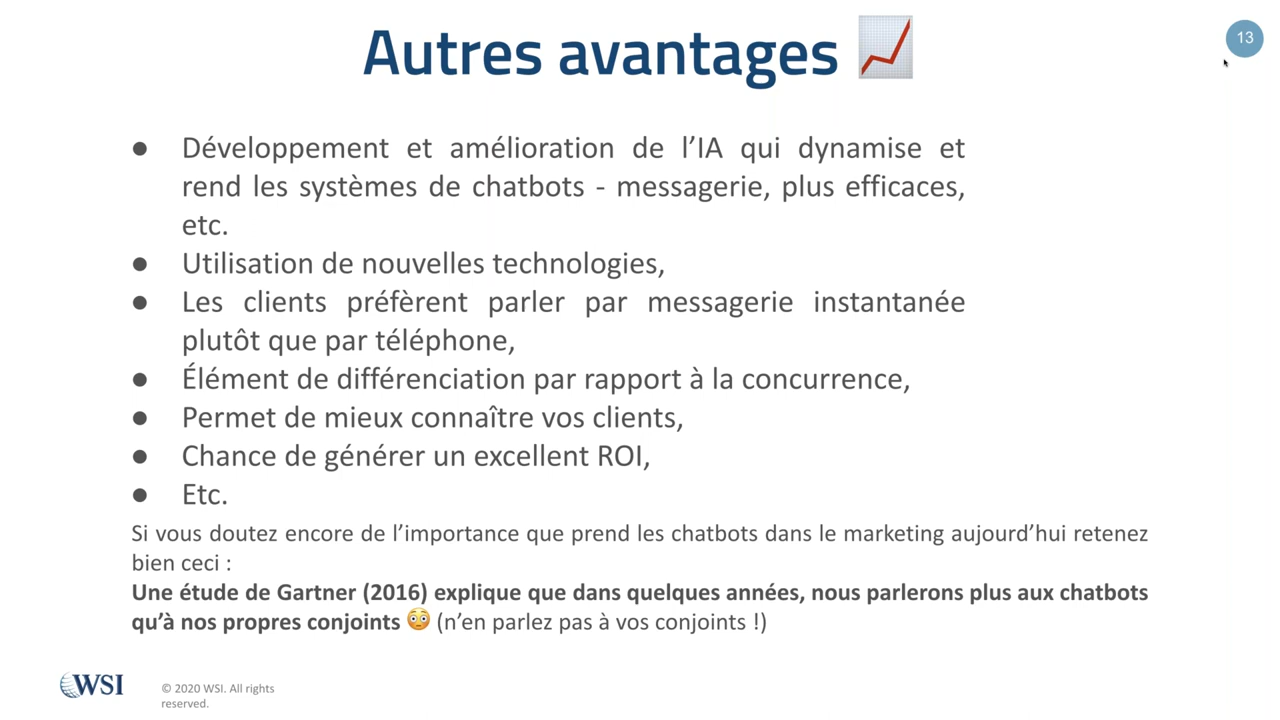 Autres avantages 📈
13
● Développement et amélioration de l’IA qui dynamise et
rend les systèmes de chatbots - messagerie, plus efficaces,
etc.
● Utilisation de nouvelles technologies,
● Les clients préfèrent parler par messagerie instantanée
plutôt que par téléphone,
● Élément de différenciation par rapport à la concurrence,
● Permet de mieux connaître vos clients,
● Chance de générer un excellent ROI,
● Etc.
Si vous doutez encore de l’importance que prend les chatbots dans le marketing aujourd’hui retenez
bien ceci :
Une étude de Gartner (2016) explique que dans quelques années, nous parlerons plus aux chatbots
qu’à nos propres conjoints 😳 (n’en parlez pas à vos conjoints !)
WSI
© 2020 WSI. All rights
reserved.